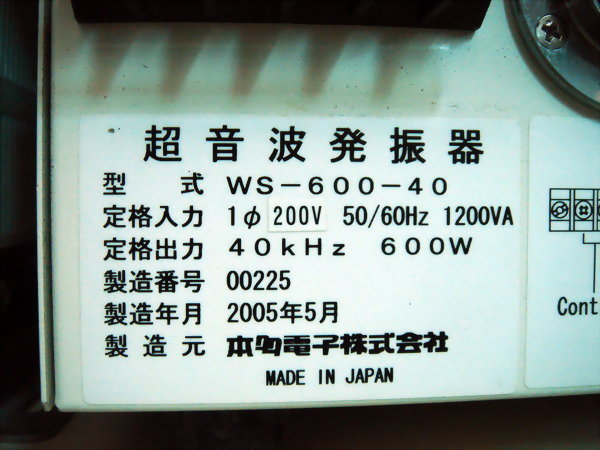 超音波発振器
型 式 WS-600-40
定格入力 1φ 200V 50/60Hz 1200VA
定格出力 40kHz 600W
製造番号 00225
製造年月 2005年5月
製造元 本多電子株式会社
MADE IN JAPAN
Cont